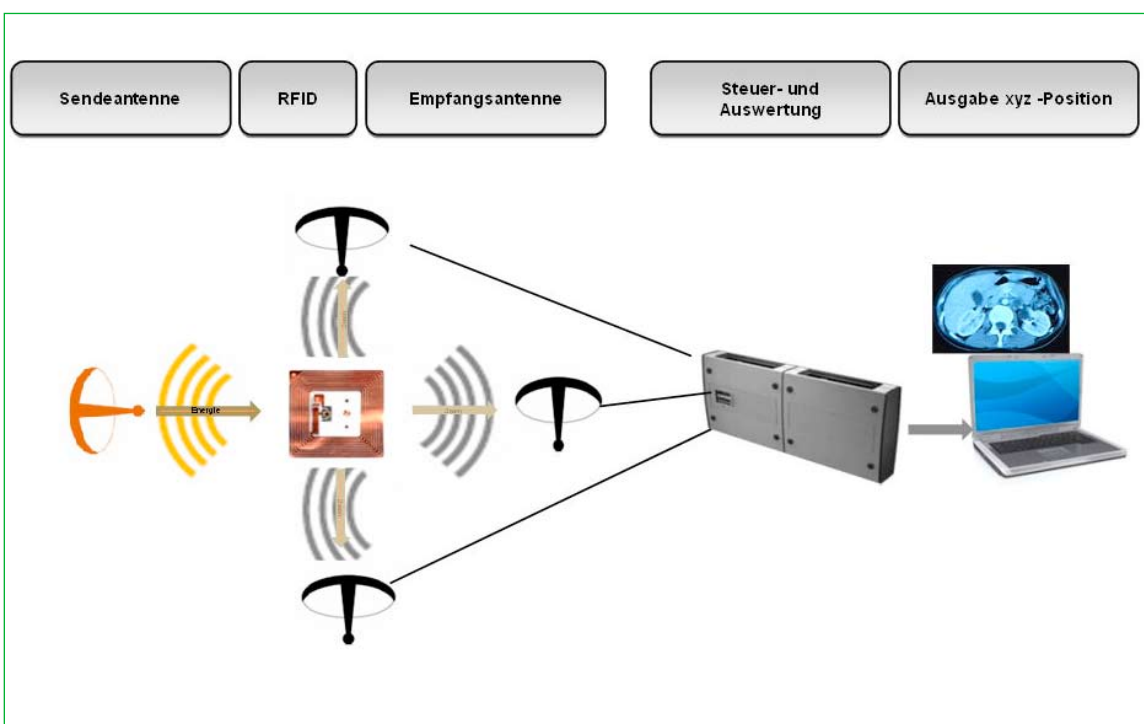 Sendeantenne
RFID
Empfangsantenne
Steuer- und
Auswertung
Ausgabe xyz -Position
Energie